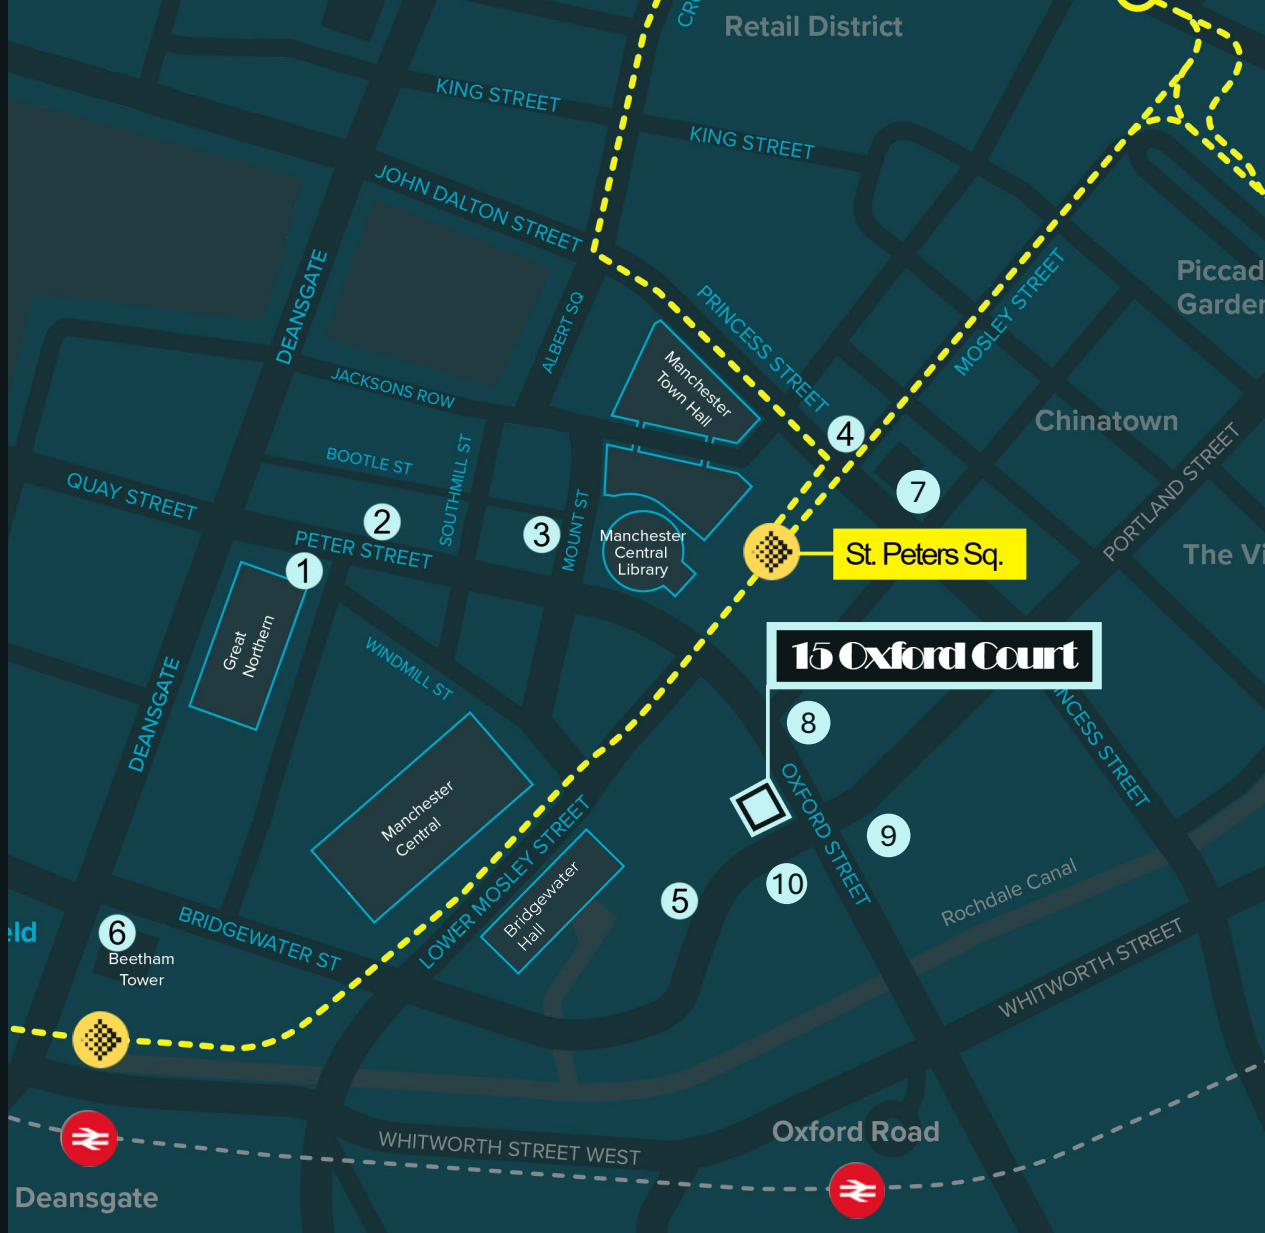 CRO
Retail District
KING STREET
KING STREET
JOHN DALTON STREET
DEANSGATE
ALBERT SQ
PRINCESS STREET
MOSLEY STREET
Piccad
Garden
JACKSONS ROW
Manchester
Town Hall
4
Chinatown
PORTLAND STREET
BOOTLE ST
SOUTHMILL ST
QUAY STREET
2
3
MOUNT ST
7
PETER STREET
Manchester
Central
Library
St. Peters Sq.
The Vi
1
Great
Northern
WINDMILL ST
15 Oxford Court
DEANSGATE
8
INCESS STREET
Manchester
Central
OXFORD STREET
LOWER MOSLEY STREET
9
Bridgewater
Hall
5
10
Rochdale Canal
eld
6
Beetham
Tower
BRIDGEWATER ST
WHITWORTH STREET
WHITWORTH STREET WEST
Oxford Road
Deansgate